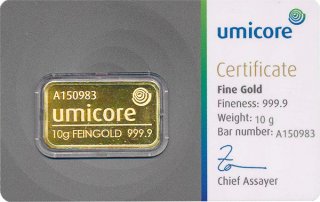 A150983
umicore
10g FEINGOLD 999.9
umicore
Certificate
Fine Gold
Fineness: 999.9
Weight: 10 g
Bar number: A150983
Chief Assayer